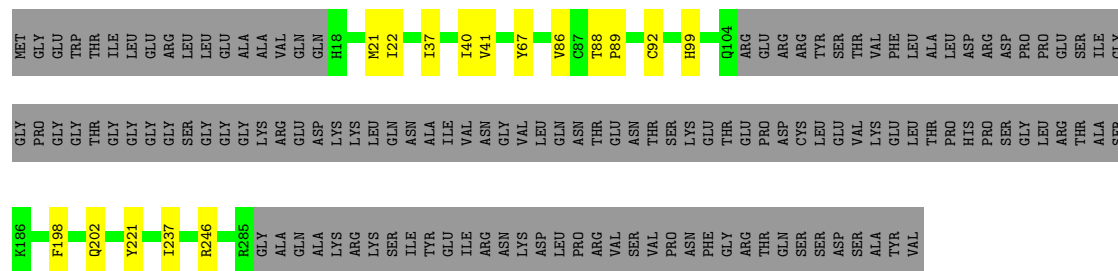 MET GLY GLU TRP THR ILE LEU GLU ARG LEU LEU GLU ALA ALA VAL GLN GLN H18 M21 I22 I37 I40 V41 Y67 V86 C87 T88 P89 C92 H99 Q104 ARG GLU ARG ARG TYR SER THR VAL PHE LEU ALA LEU ASP ARG ASP PRO PRO GLU SER ILE GLY
GLY PRO GLY GLY THR GLY GLY GLY GLY SER GLY GLY GLY LYS ARG GLU ASP LYS LYS LEU GLN ASN ALA ILE VAL ASN GLY VAL LEU GLN ASN THR GLU ASN THR SER LYS GLU THR GLU PRO ASP CYS LEU GLU VAL LYS GLU LEU THR PRO HIS PRO SER GLY LEU ARG THR ALA SER
K186 F198 Q202 Y221 I237 R246 R285 GLY ALA GLN ALA LYS ARG LYS SER ILE TYR GLU ILE ARG ASN LYS ASP LEU PRO ARG VAL SER VAL PRO ASN PHE GLY ARG THR GLN SER SER ASP SER ALA TYR VAL